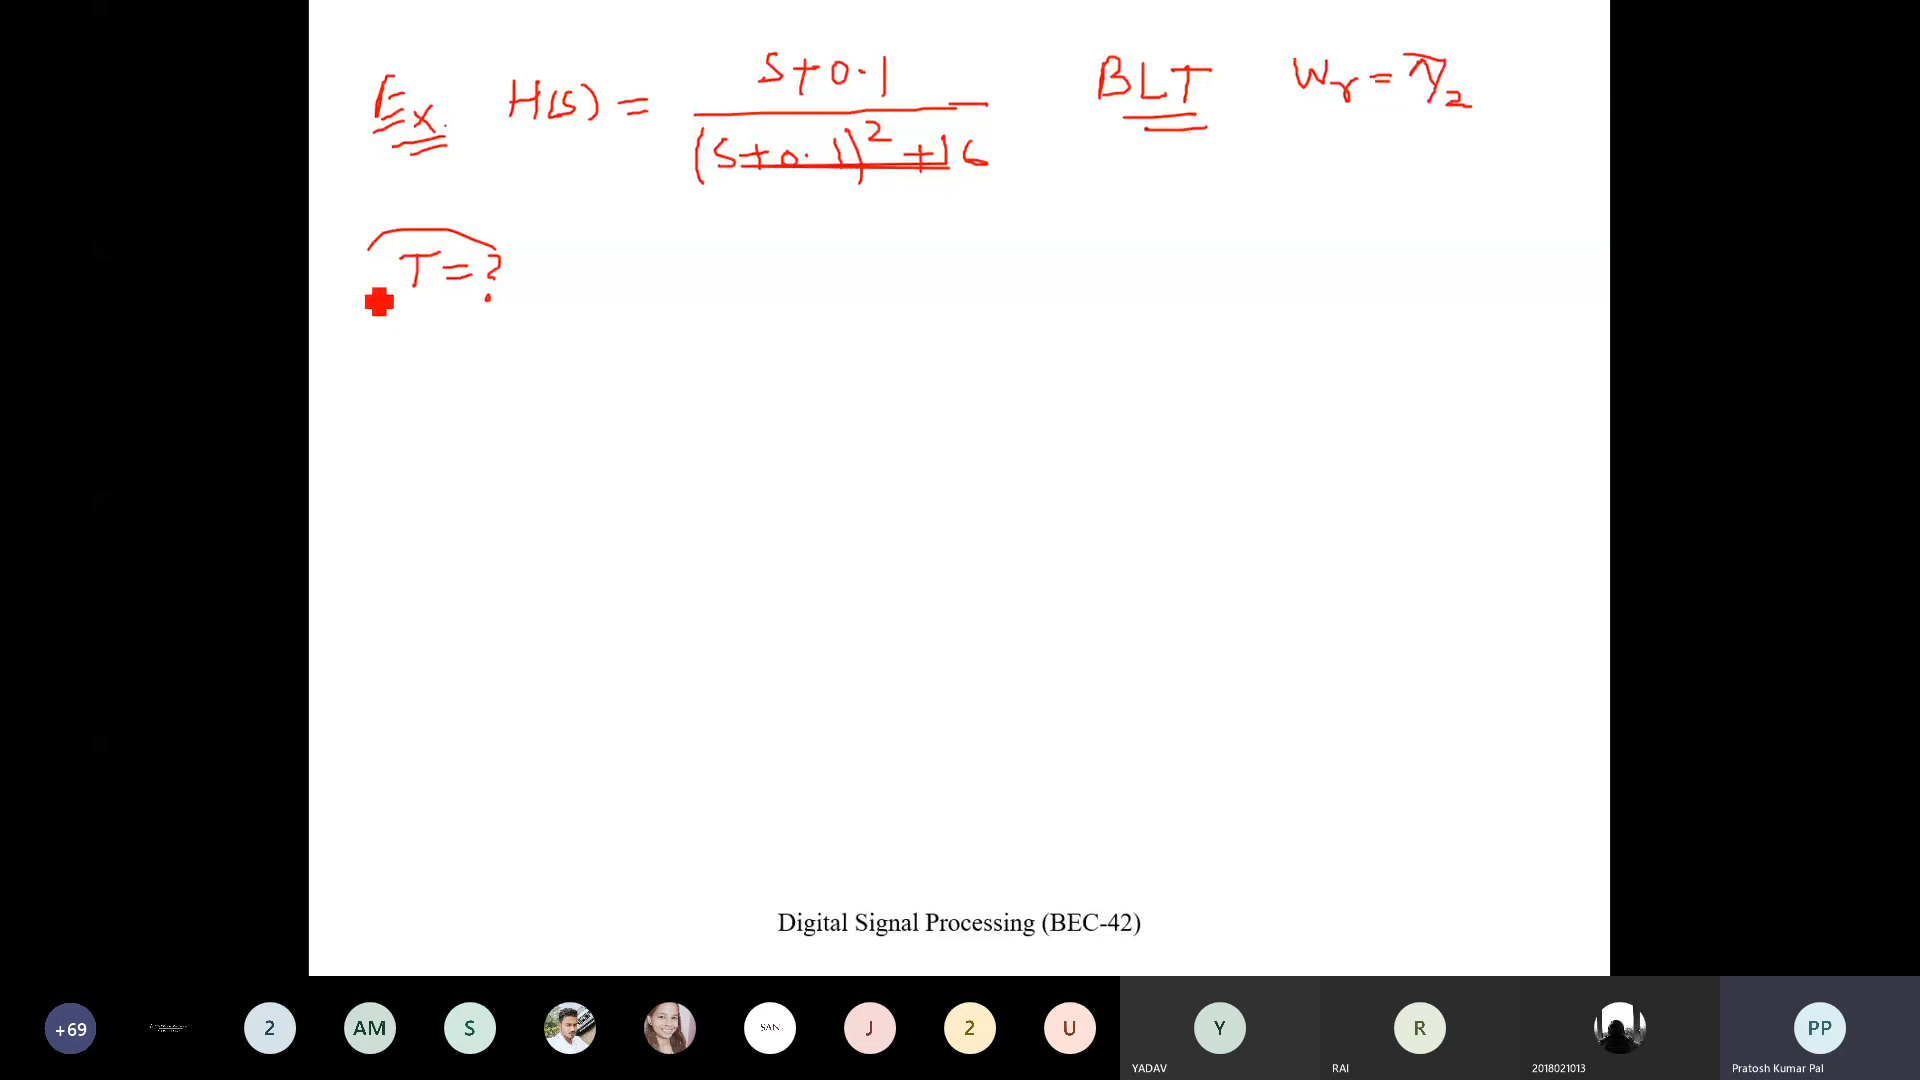 Ex. H(s) = s+0.1 / (s+0.1)² +16 BLT Wr = π/2
T = ?
Digital Signal Processing (BEC-42)
+69 2 AM S SAN J 2 U Y R PP
YADAV RAI 2018021013 Pratosh Kumar Pal